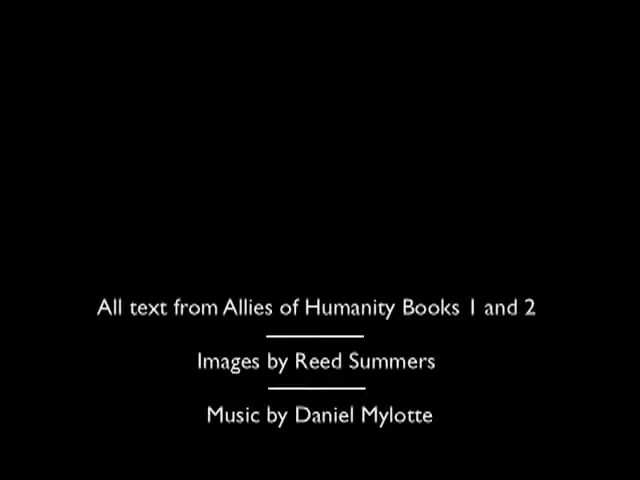 All text from Allies of Humanity Books 1 and 2
Images by Reed Summers
Music by Daniel Mylotte